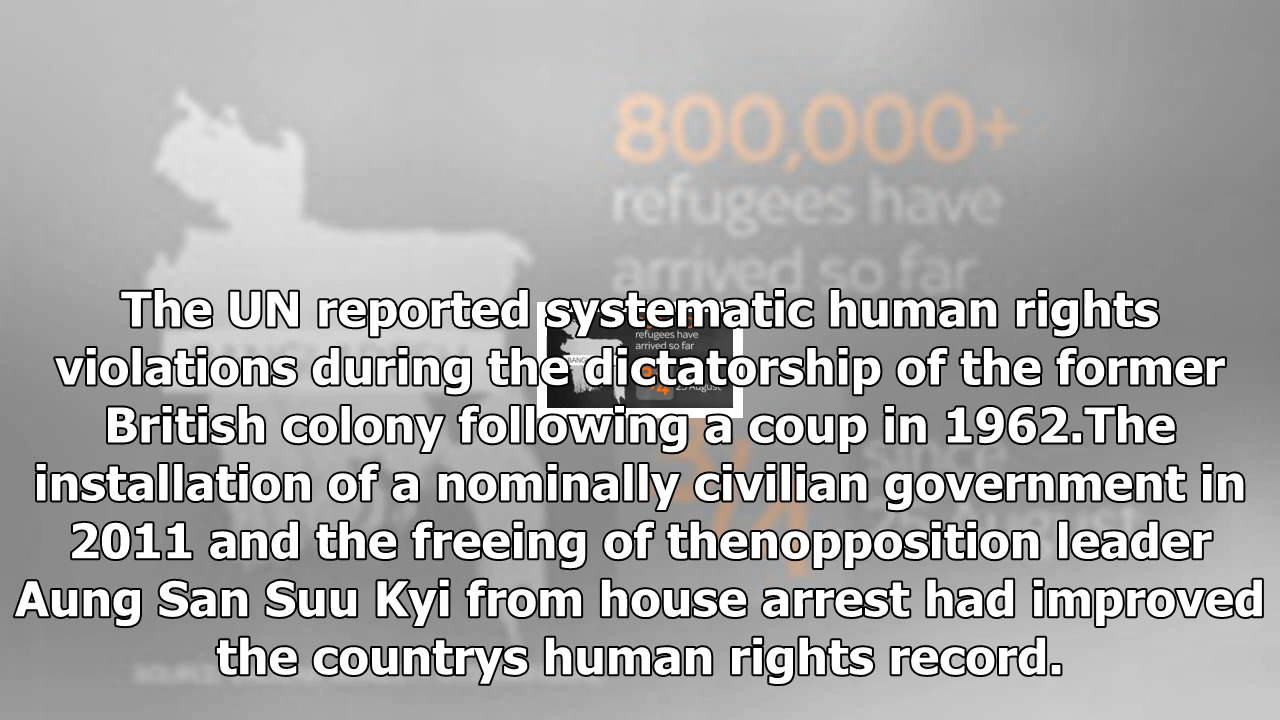 800,000+
refugees have
arrived so far
The UN reported systematic human rights
violations during the dictatorship of the former
British colony following a coup in 1962.The
installation of a nominally civilian government in
2011 and the freeing of thenopposition leader
Aung San Suu Kyi from house arrest had improved
the countrys human rights record.
refugees have
arrived so far
25 August
since